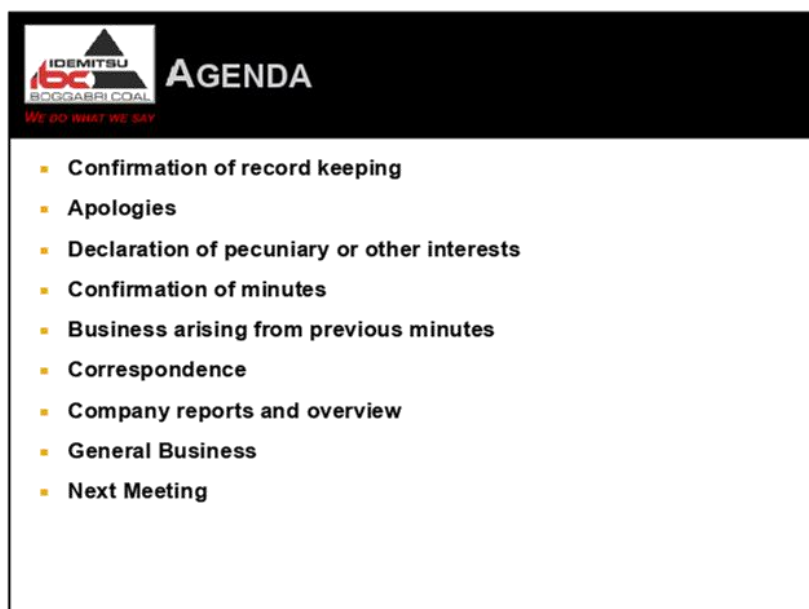 IDEMITSU
bc
BOGGABRI COAL
WE DO WHAT WE SAY
AGENDA
Confirmation of record keeping
Apologies
Declaration of pecuniary or other interests
Confirmation of minutes
Business arising from previous minutes
Correspondence
Company reports and overview
General Business
Next Meeting